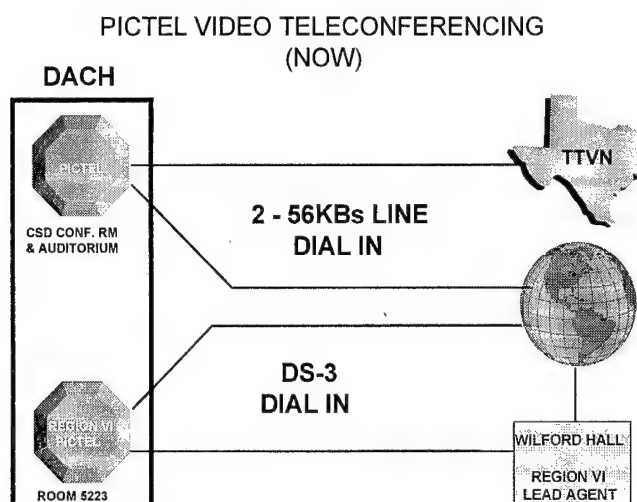 PICTEL VIDEO TELECONFERENCING
(NOW)
DACH
PICTEL
CSD CONF. RM
& AUDITORIUM
TTVN
2 - 56KBs LINE
DIAL IN
DS-3
DIAL IN
REGION VI
PICTEL
ROOM 5223
WILFORD HALL
REGION VI
LEAD AGENT